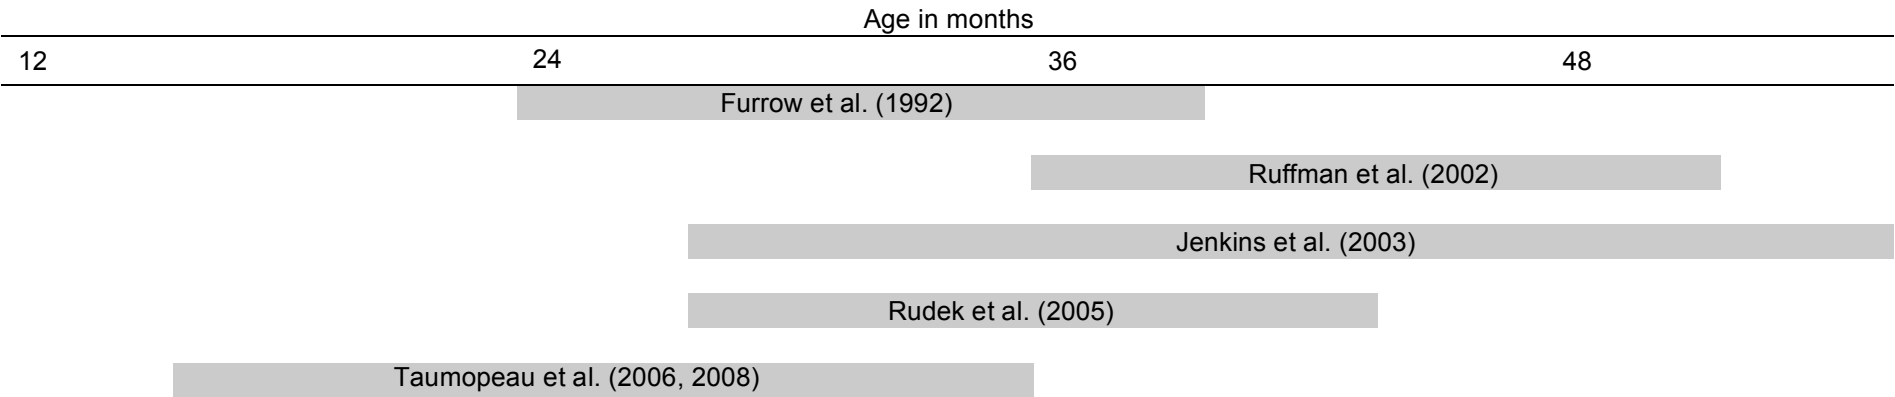 Age in months
12 24 36 48
Furrow et al. (1992)
Ruffman et al. (2002)
Jenkins et al. (2003)
Rudek et al. (2005)
Taumopeau et al. (2006, 2008)